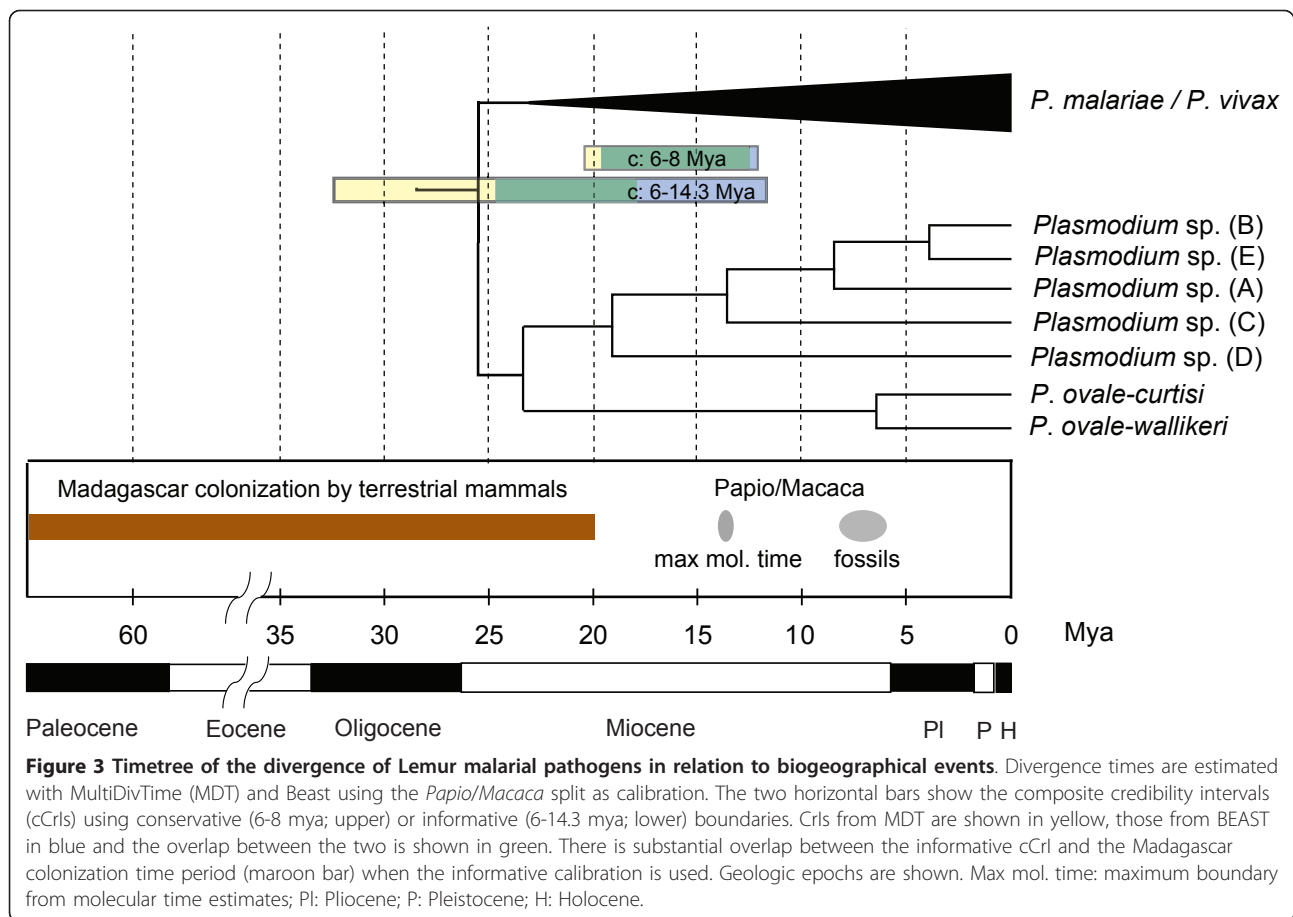 P. malariae / P. vivax
c: 6-8 Mya
c: 6-14.3 Mya
Plasmodium sp. (B)
Plasmodium sp. (E)
Plasmodium sp. (A)
Plasmodium sp. (C)
Plasmodium sp. (D)
P. ovale-curtisi
P. ovale-wallikeri
Madagascar colonization by terrestrial mammals
Papio/Macaca
max mol. time
fossils
60 35 30 25 20 15 10 5 0 Mya
Paleocene Eocene Oligocene Miocene Pl P H
Figure 3 Timetree of the divergence of Lemur malarial pathogens in relation to biogeographical events. Divergence times are estimated
with MultiDivTime (MDT) and Beast using the Papio/Macaca split as calibration. The two horizontal bars show the composite credibility intervals
(cCrIs) using conservative (6-8 mya; upper) or informative (6-14.3 mya; lower) boundaries. CrIs from MDT are shown in yellow, those from BEAST
in blue and the overlap between the two is shown in green. There is substantial overlap between the informative cCrI and the Madagascar
colonization time period (maroon bar) when the informative calibration is used. Geologic epochs are shown. Max mol. time: maximum boundary
from molecular time estimates; Pl: Pliocene; P: Pleistocene; H: Holocene.